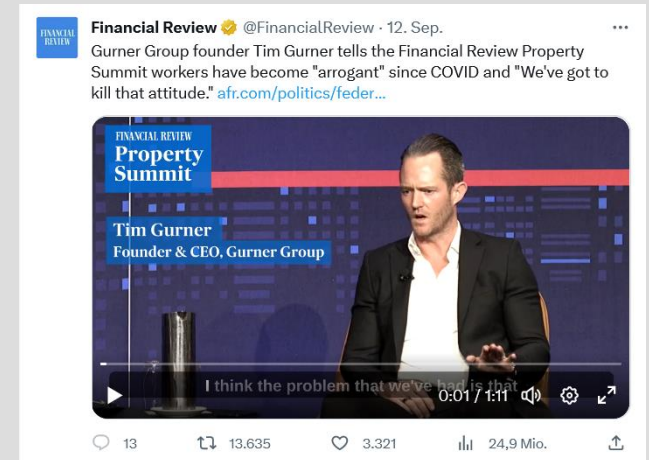 FINANCIAL
REVIEW
Financial Review @FinancialReview · 12. Sep.
Gurner Group founder Tim Gurner tells the Financial Review Property
Summit workers have become "arrogant" since COVID and "We've got to
kill that attitude." afr.com/politics/feder...
FINANCIAL REVIEW
Property
Summit
Tim Gurner
Founder & CEO, Gurner Group
I think the problem that we've had is that
0:01 / 1:11
13
13.635
3.321
24,9 Mio.